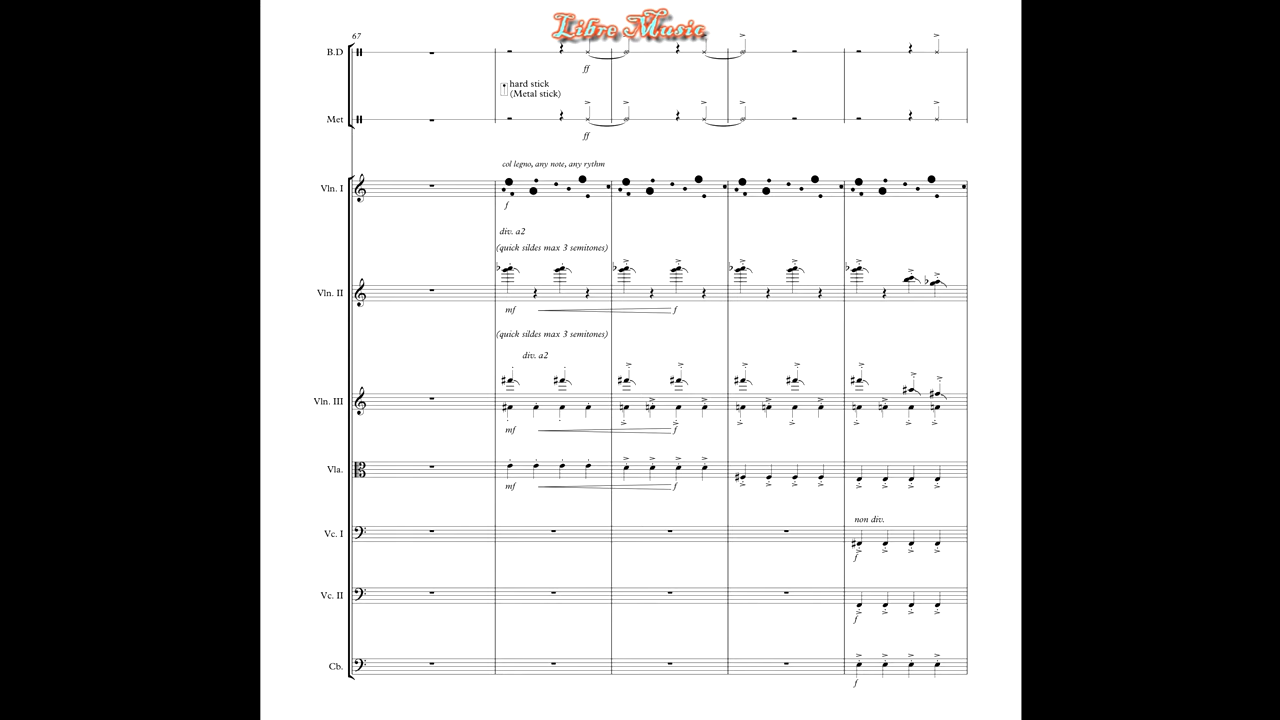 Libre Music
67
B.D
ff
hard stick
(Metal stick)
Met
ff
col legno, any note, any rythm
Vln. I
f
div. a2
(quick sildes max 3 semitones)
Vln. II
mf f
(quick sildes max 3 semitones)
div. a2
Vln. III
mf f
Vla.
mf f
non div.
Vc. I
f
Vc. II
f
Cb.
f